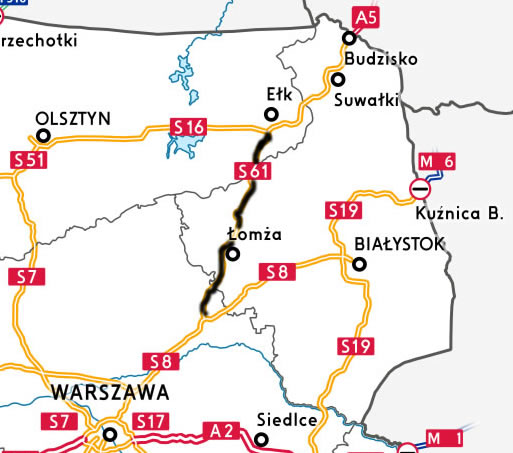 A5
rzechotki
Budzisko
Ełk
Suwałki
OLSZTYN
S16
S51
M 6
S61
S19
Kuźnica B.
Łomża
BIAŁYSTOK
S7
S8
S19
S8
WARSZAWA
S7
S17
A2
Siedlce
M 1